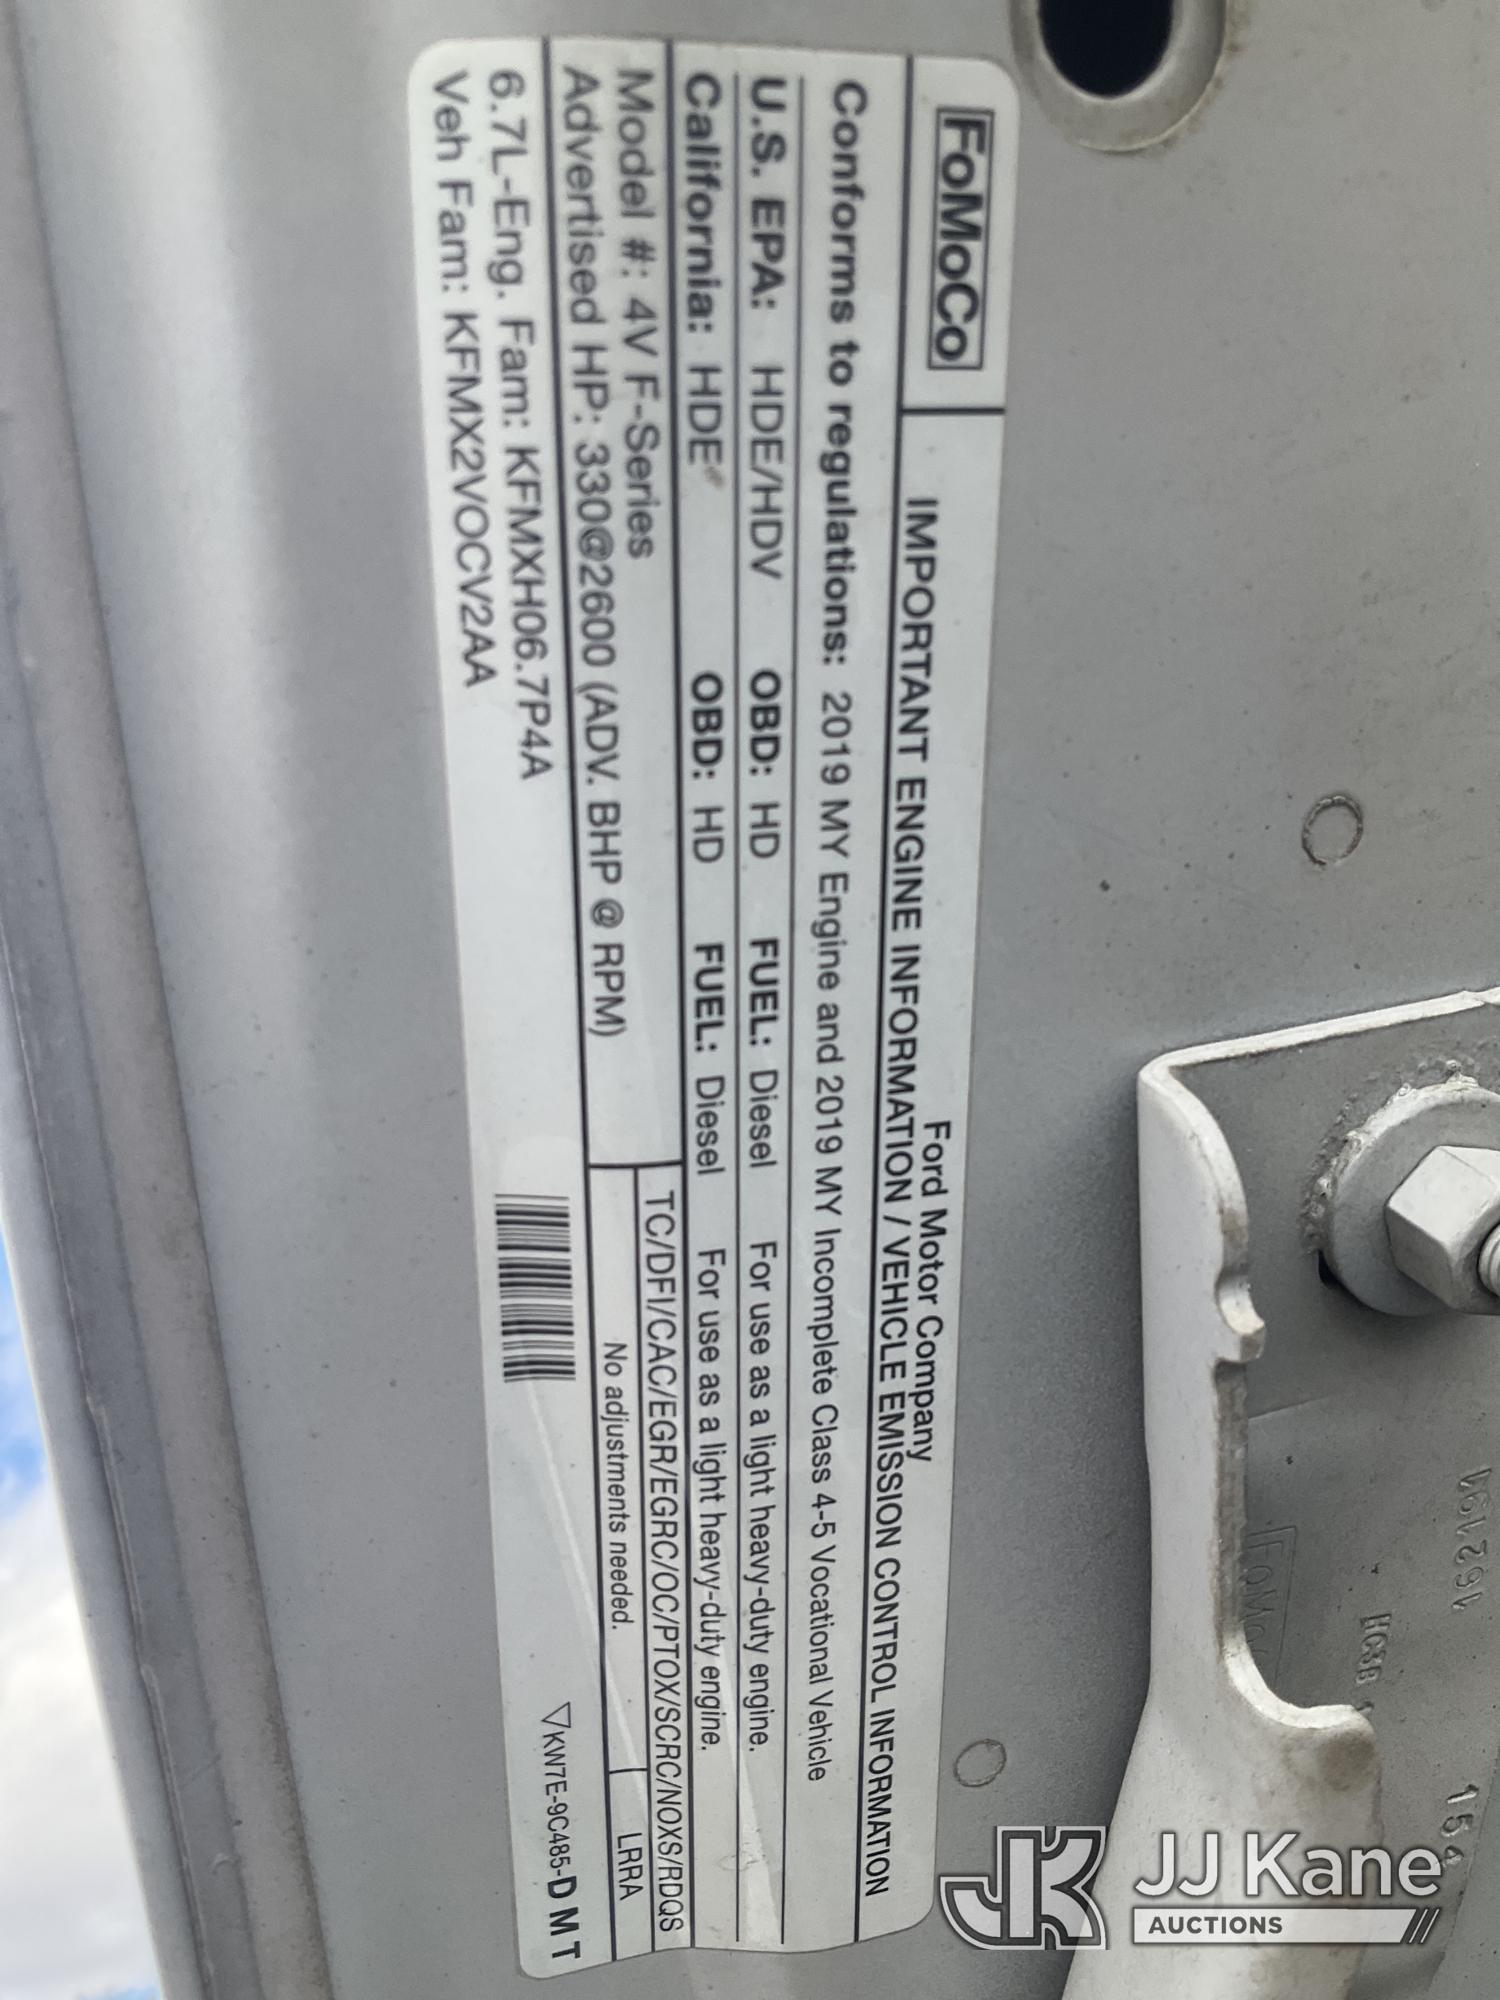 FoMoCo
Ford Motor Company
IMPORTANT ENGINE INFORMATION / VEHICLE EMISSION CONTROL INFORMATION
Conforms to regulations: 2019 MY Engine and 2019 MY Incomplete Class 4-5 Vocational Vehicle
U.S. EPA: HDE/HDV OBD: HD FUEL: Diesel For use as a light heavy-duty engine.
California: HDE OBD: HD FUEL: Diesel For use as a light heavy-duty engine.
Model #: 4V F-Series
Advertised HP: 330@2600 (ADV. BHP @ RPM)
TC/DFI/CAC/EGR/EGRC/OC/PTOX/SCRC/NOXS/RDQS
No adjustments needed. LRRA
6.7L-Eng. Fam: KFMXH06.7P4A
Veh Fam: KFMX2VOCV2AA
▽KW7E-9C485-D M T
FoMoCo
HC3B
154
JJ Kane
AUCTIONS